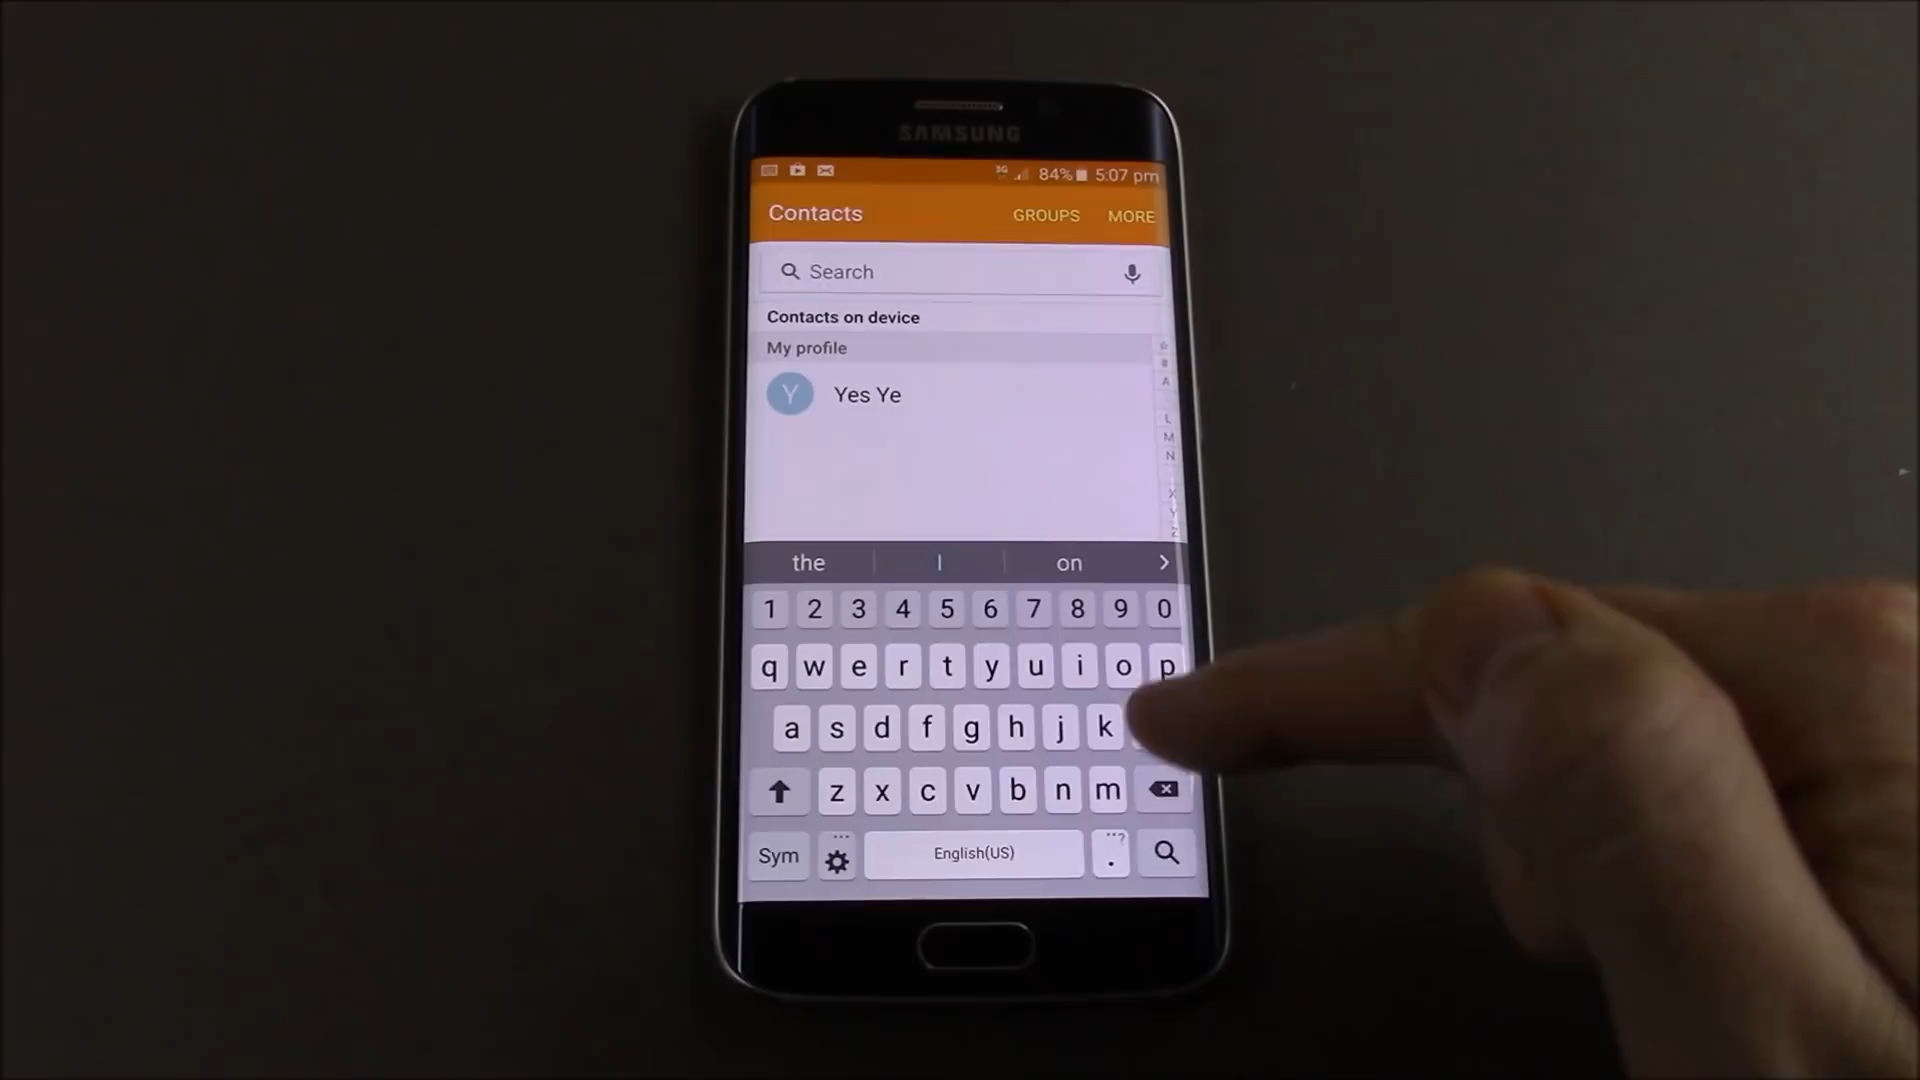 SAMSUNG
3G 84% 5:07 pm
Contacts GROUPS MORE
Search
Contacts on device
My profile
Y Yes Ye
☆
#
A
L
M
N
X
Y
Z
the I on >
1 2 3 4 5 6 7 8 9 0
q w e r t y u i o p
a s d f g h j k
z x c v b n m
Sym English(US) .